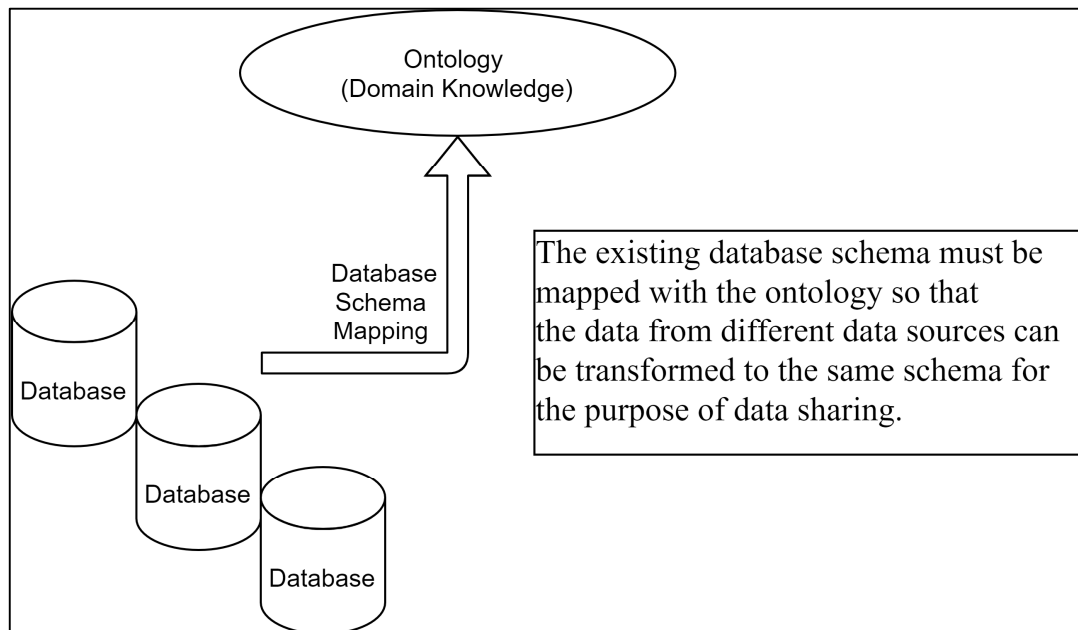 Ontology
(Domain Knowledge)
Database
Schema
Mapping
The existing database schema must be
mapped with the ontology so that
the data from different data sources can
be transformed to the same schema for
the purpose of data sharing.
Database
Database
Database